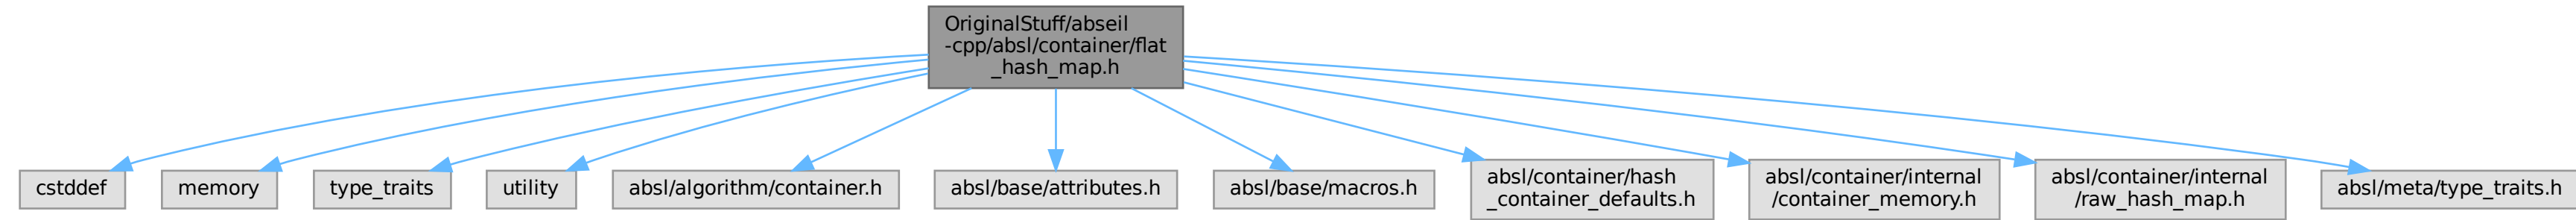 OriginalStuff/abseil
-cpp/absl/container/flat
_hash_map.h
cstddef
memory
type_traits
utility
absl/algorithm/container.h
absl/base/attributes.h
absl/base/macros.h
absl/container/hash
_container_defaults.h
absl/container/internal
/container_memory.h
absl/container/internal
/raw_hash_map.h
absl/meta/type_traits.h